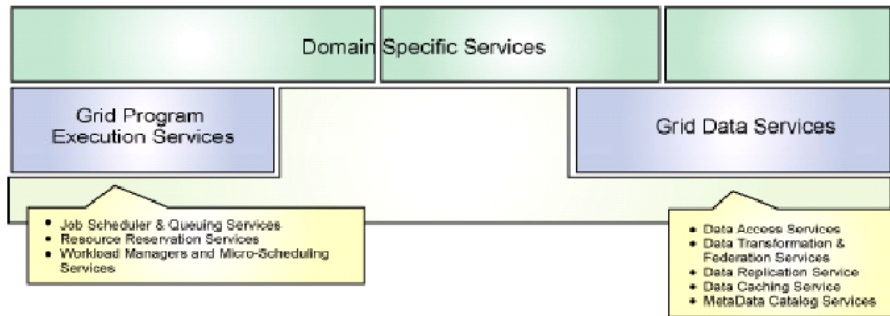 Domain Specific Services
Grid Program
Execution Services
Grid Data Services
• Job Scheduler & Queuing Services
• Resource Reservation Services
• Workload Managers and Micro-Scheduling
Services
• Data Access Services
• Data Transformation &
Federation Services
• Data Replication Service
• Data Caching Service
• MetaData Catalog Services